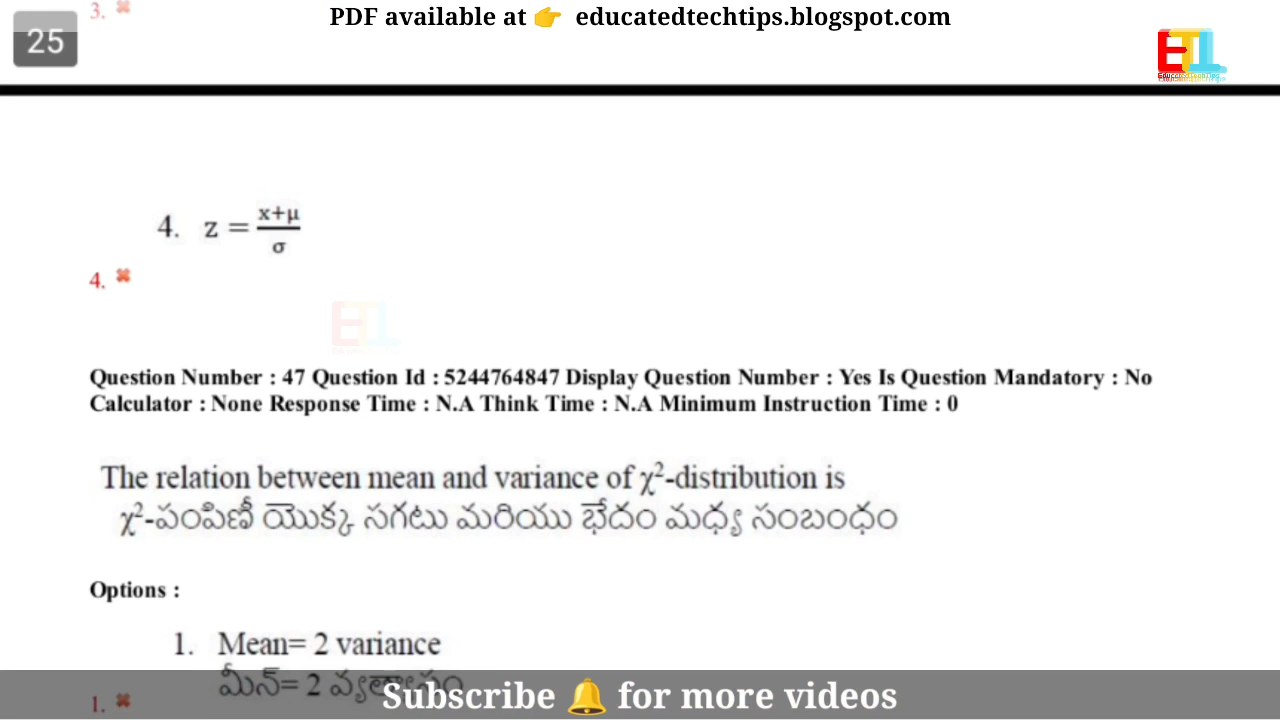 PDF available at 👉 educatedtechtips.blogspot.com
3. ✖
25
4. z = x+μ/σ
4. ✖
Question Number : 47 Question Id : 5244764847 Display Question Number : Yes Is Question Mandatory : No
Calculator : None Response Time : N.A Think Time : N.A Minimum Instruction Time : 0
The relation between mean and variance of χ²-distribution is
χ²-పంపిణీ యొక్క సగటు మరియు భేదం మధ్య సంబంధం
Options :
1. Mean= 2 variance
మీన్= 2 వ్యత్యాసం
1. ✖
Subscribe 🔔 for more videos